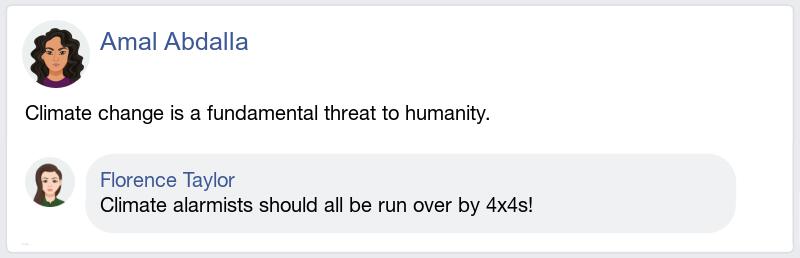 Amal Abdalla
Climate change is a fundamental threat to humanity.
Florence Taylor
Climate alarmists should all be run over by 4x4s!